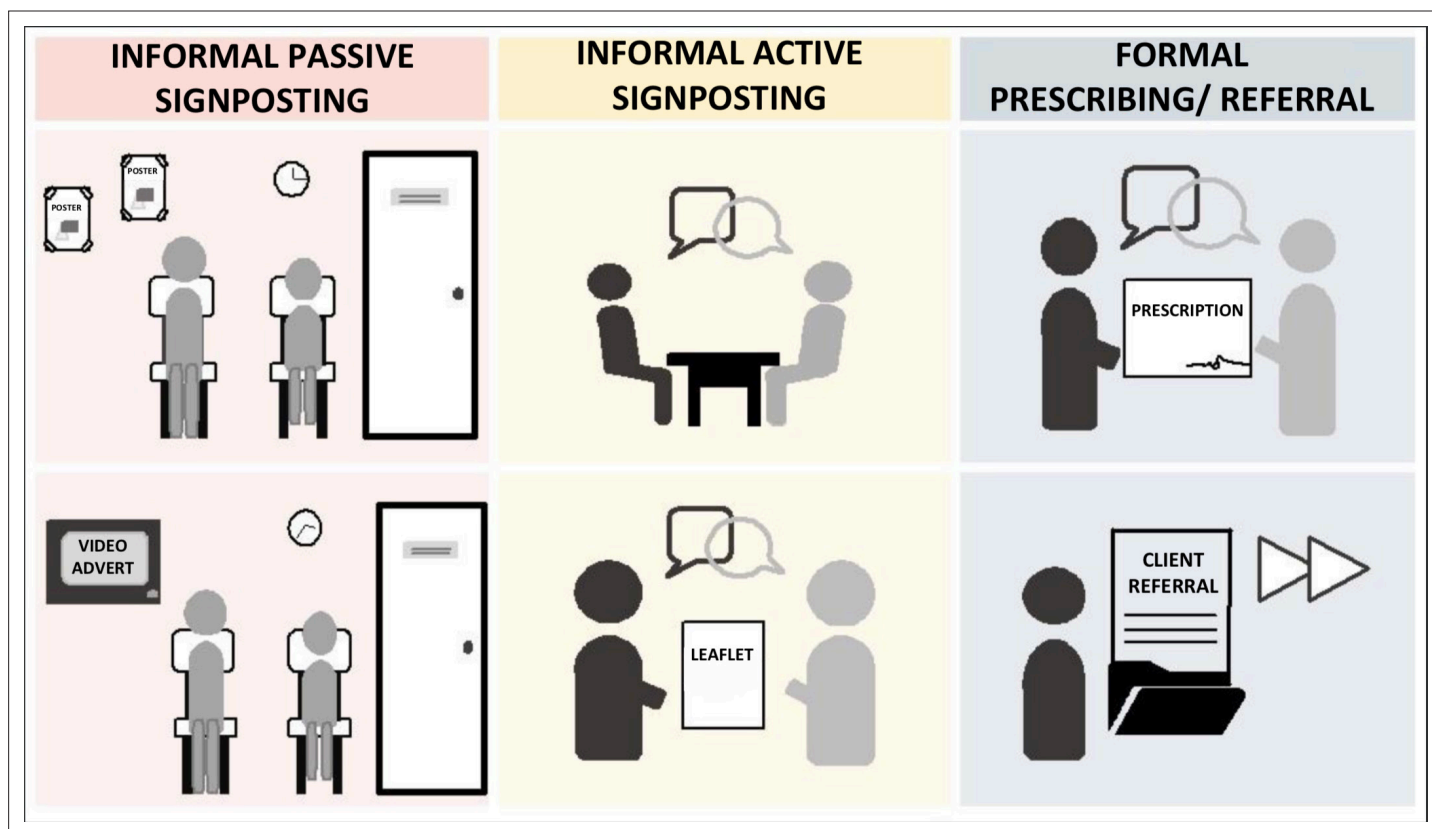 INFORMAL PASSIVE
SIGNPOSTING
INFORMAL ACTIVE
SIGNPOSTING
FORMAL
PRESCRIBING/ REFERRAL
POSTER
POSTER
PRESCRIPTION
VIDEO
ADVERT
LEAFLET
CLIENT
REFERRAL